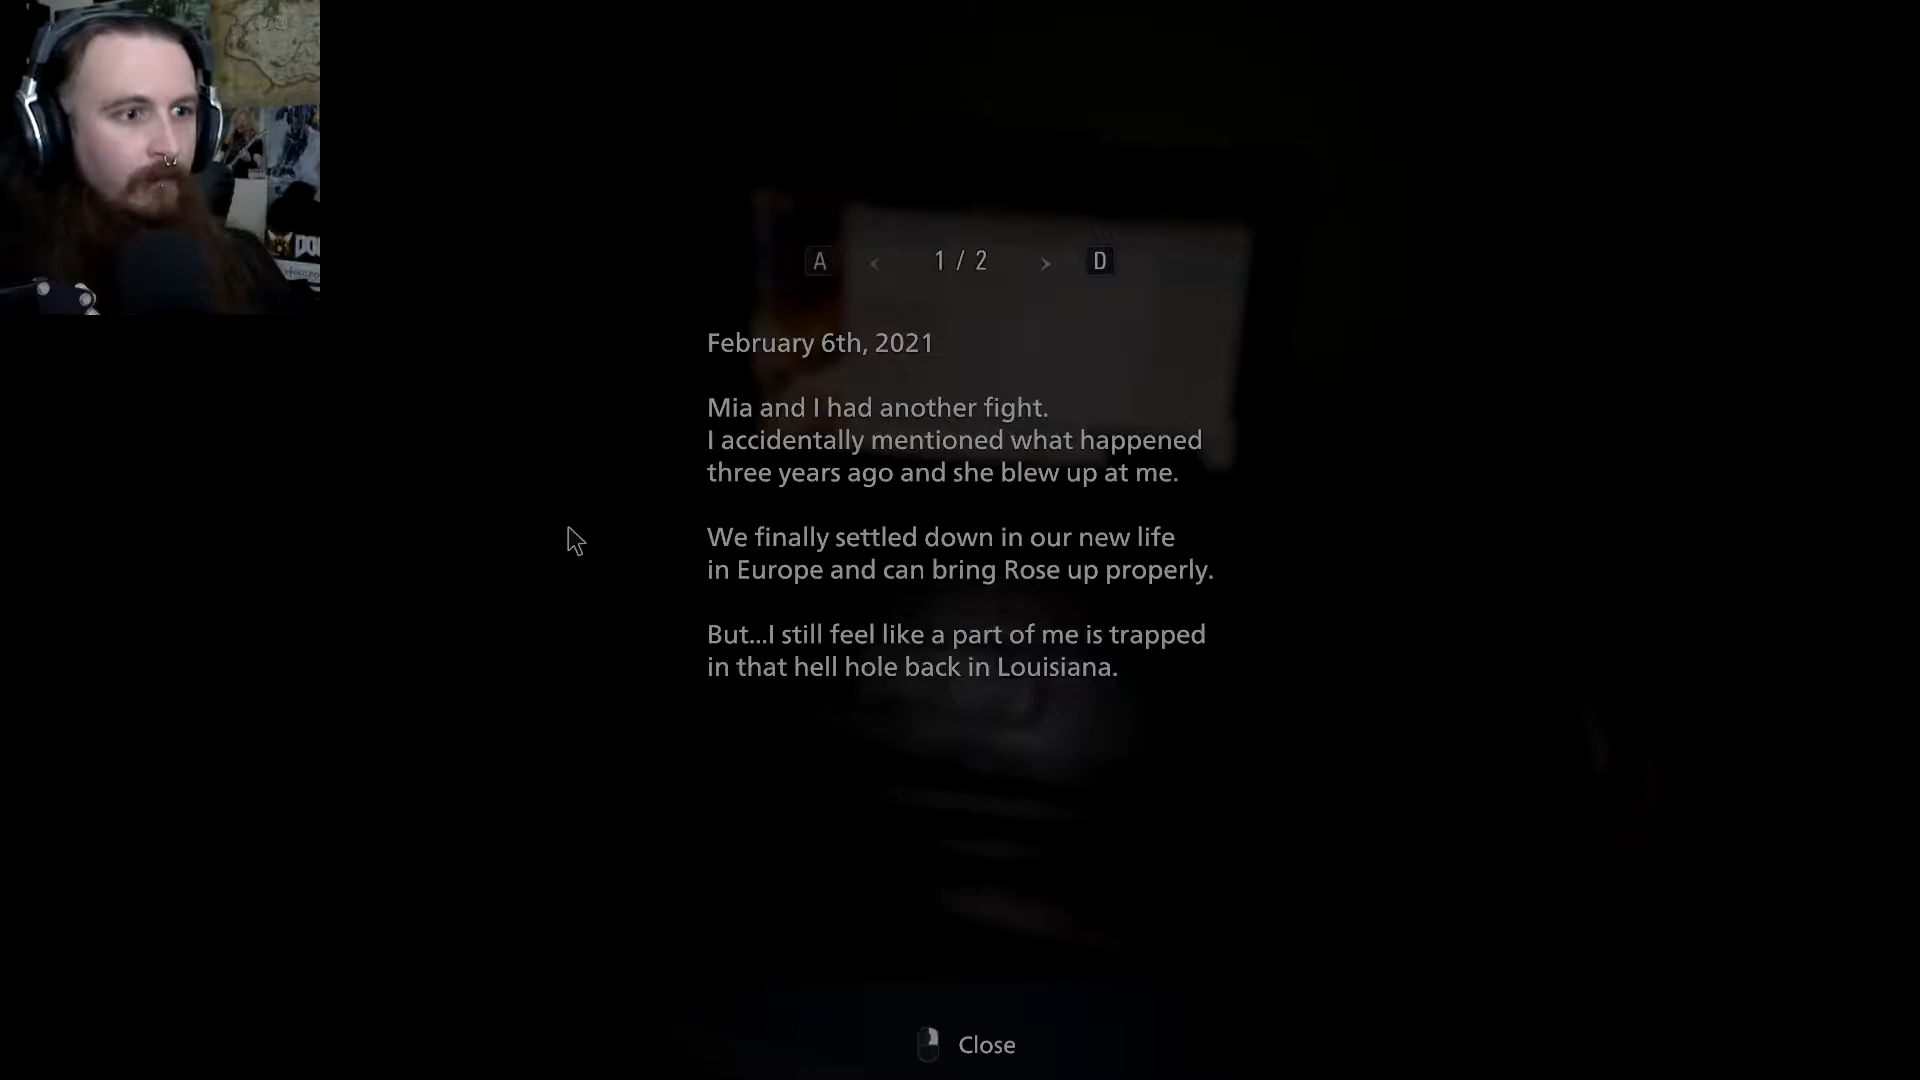 A < 1 / 2 > D
February 6th, 2021
Mia and I had another fight.
I accidentally mentioned what happened
three years ago and she blew up at me.
We finally settled down in our new life
in Europe and can bring Rose up properly.
But...I still feel like a part of me is trapped
in that hell hole back in Louisiana.
Close